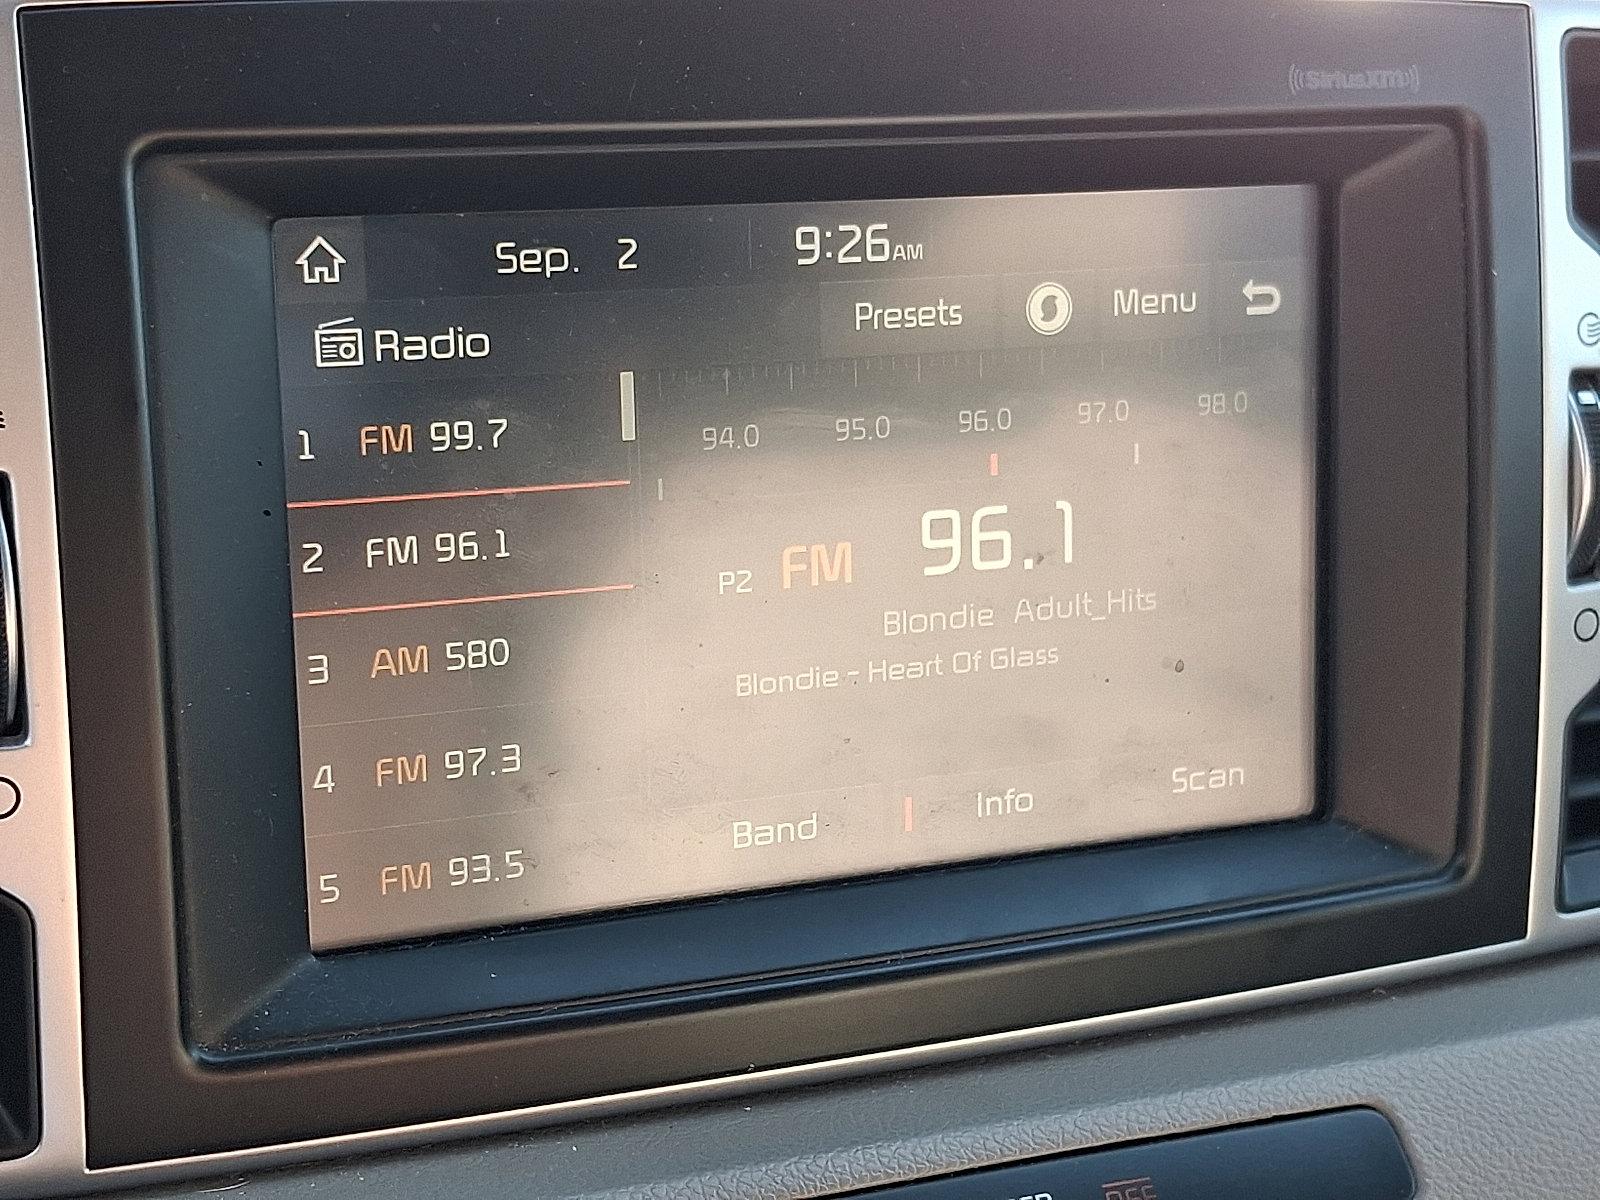 SiriusXM
Sep. 2 9:26AM
Radio Presets Menu
1 FM 99.7
2 FM 96.1
3 AM 580
4 FM 97.3
5 FM 93.5
94.0 95.0 96.0 97.0 98.0
P2 FM 96.1
Blondie Adult_Hits
Blondie - Heart Of Glass
Band Info Scan
OFF